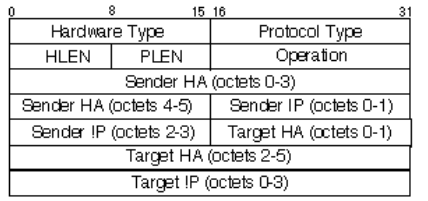 0 8 15 16 31
Hardware Type Protocol Type
HLEN PLEN Operation
Sender HA (octets 0-3)
Sender HA (octets 4-5) Sender IP (octets 0-1)
Sender !P (octets 2-3) Target HA (octets 0-1)
Target HA (octets 2-5)
Target !P (octets 0-3)